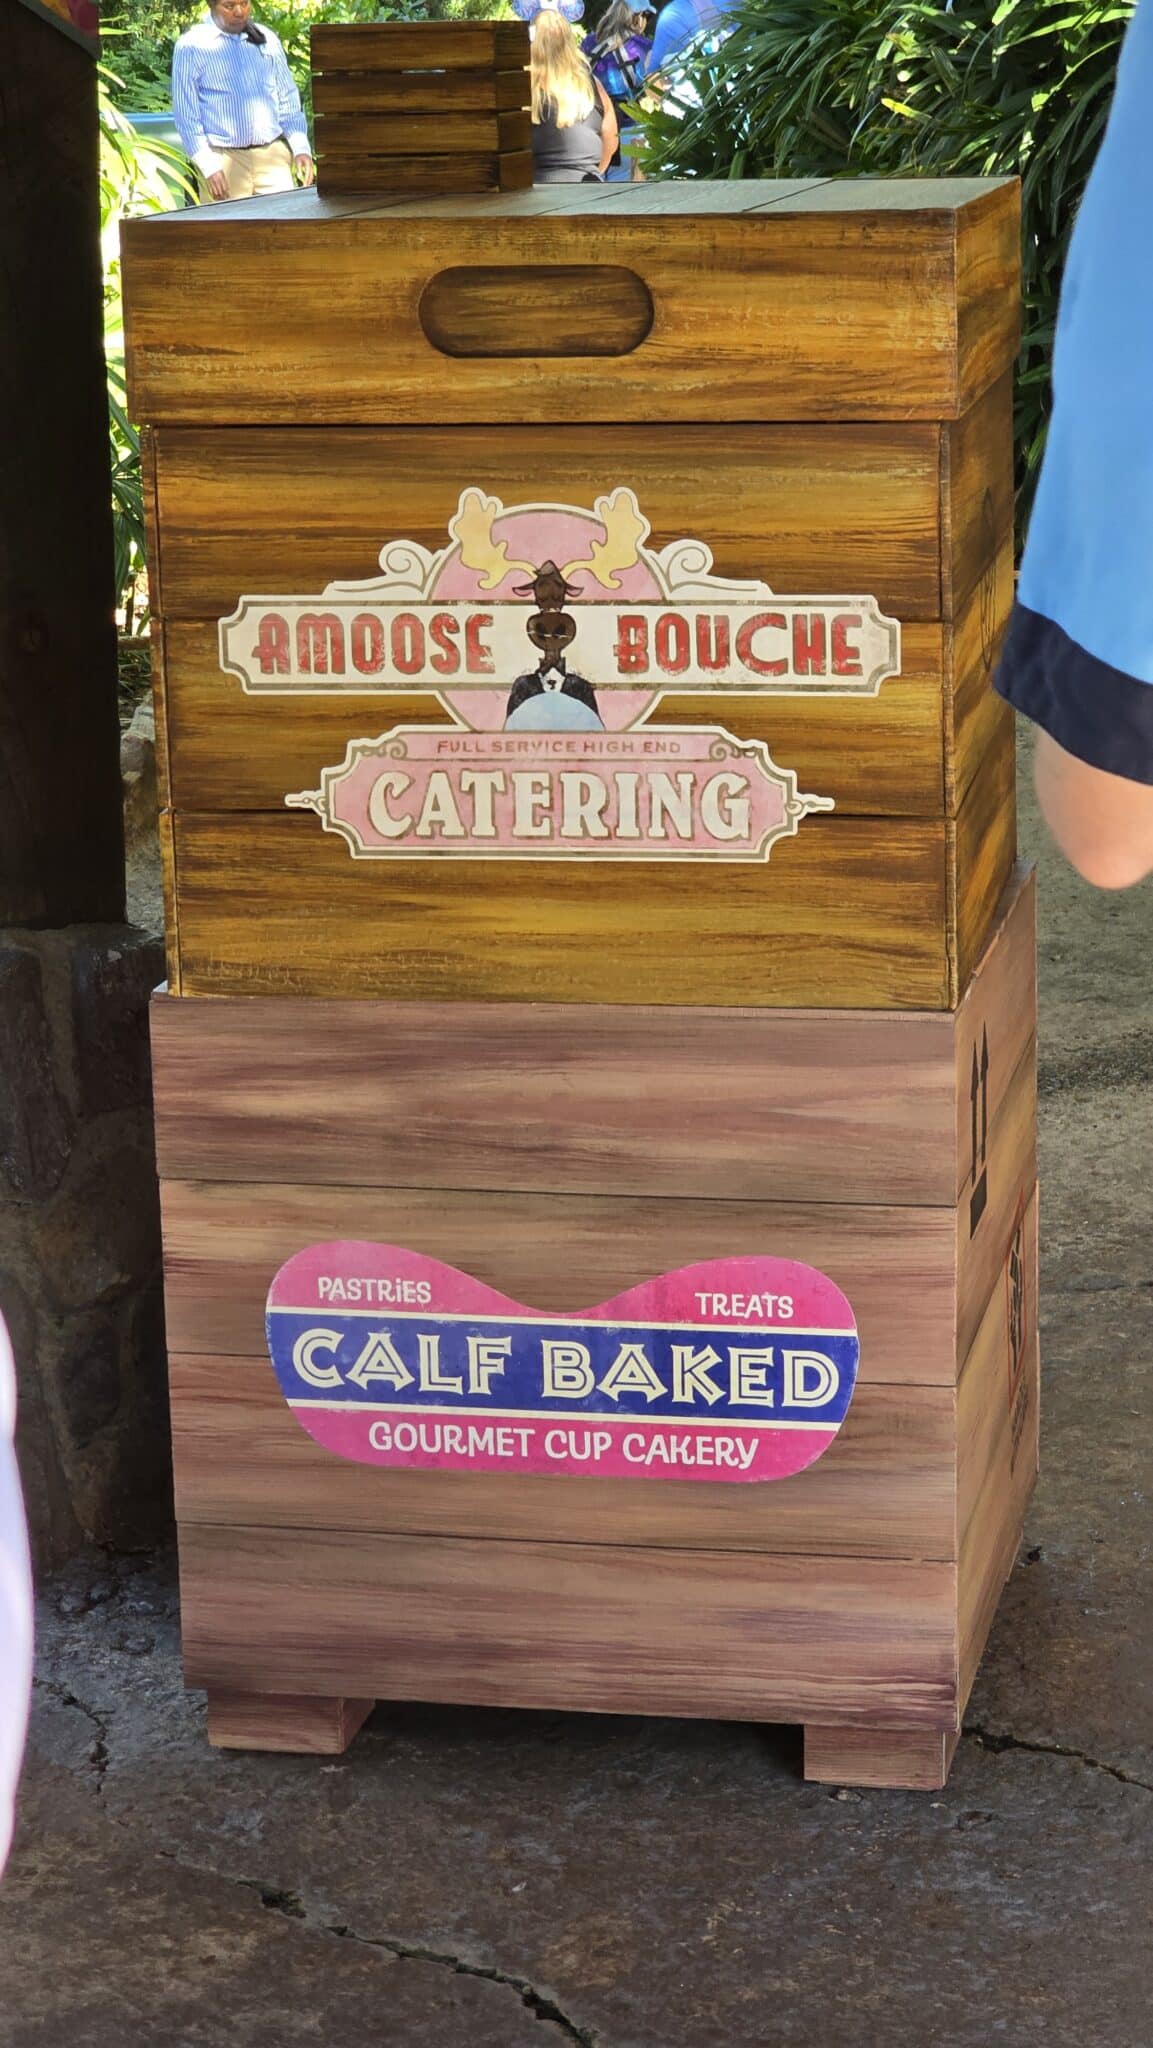 AMOOSE BOUCHE
FULL SERVICE HIGH END
CATERING
PASTRiES TREATS
CALF BAKED
GOURMET CUP CAKERY